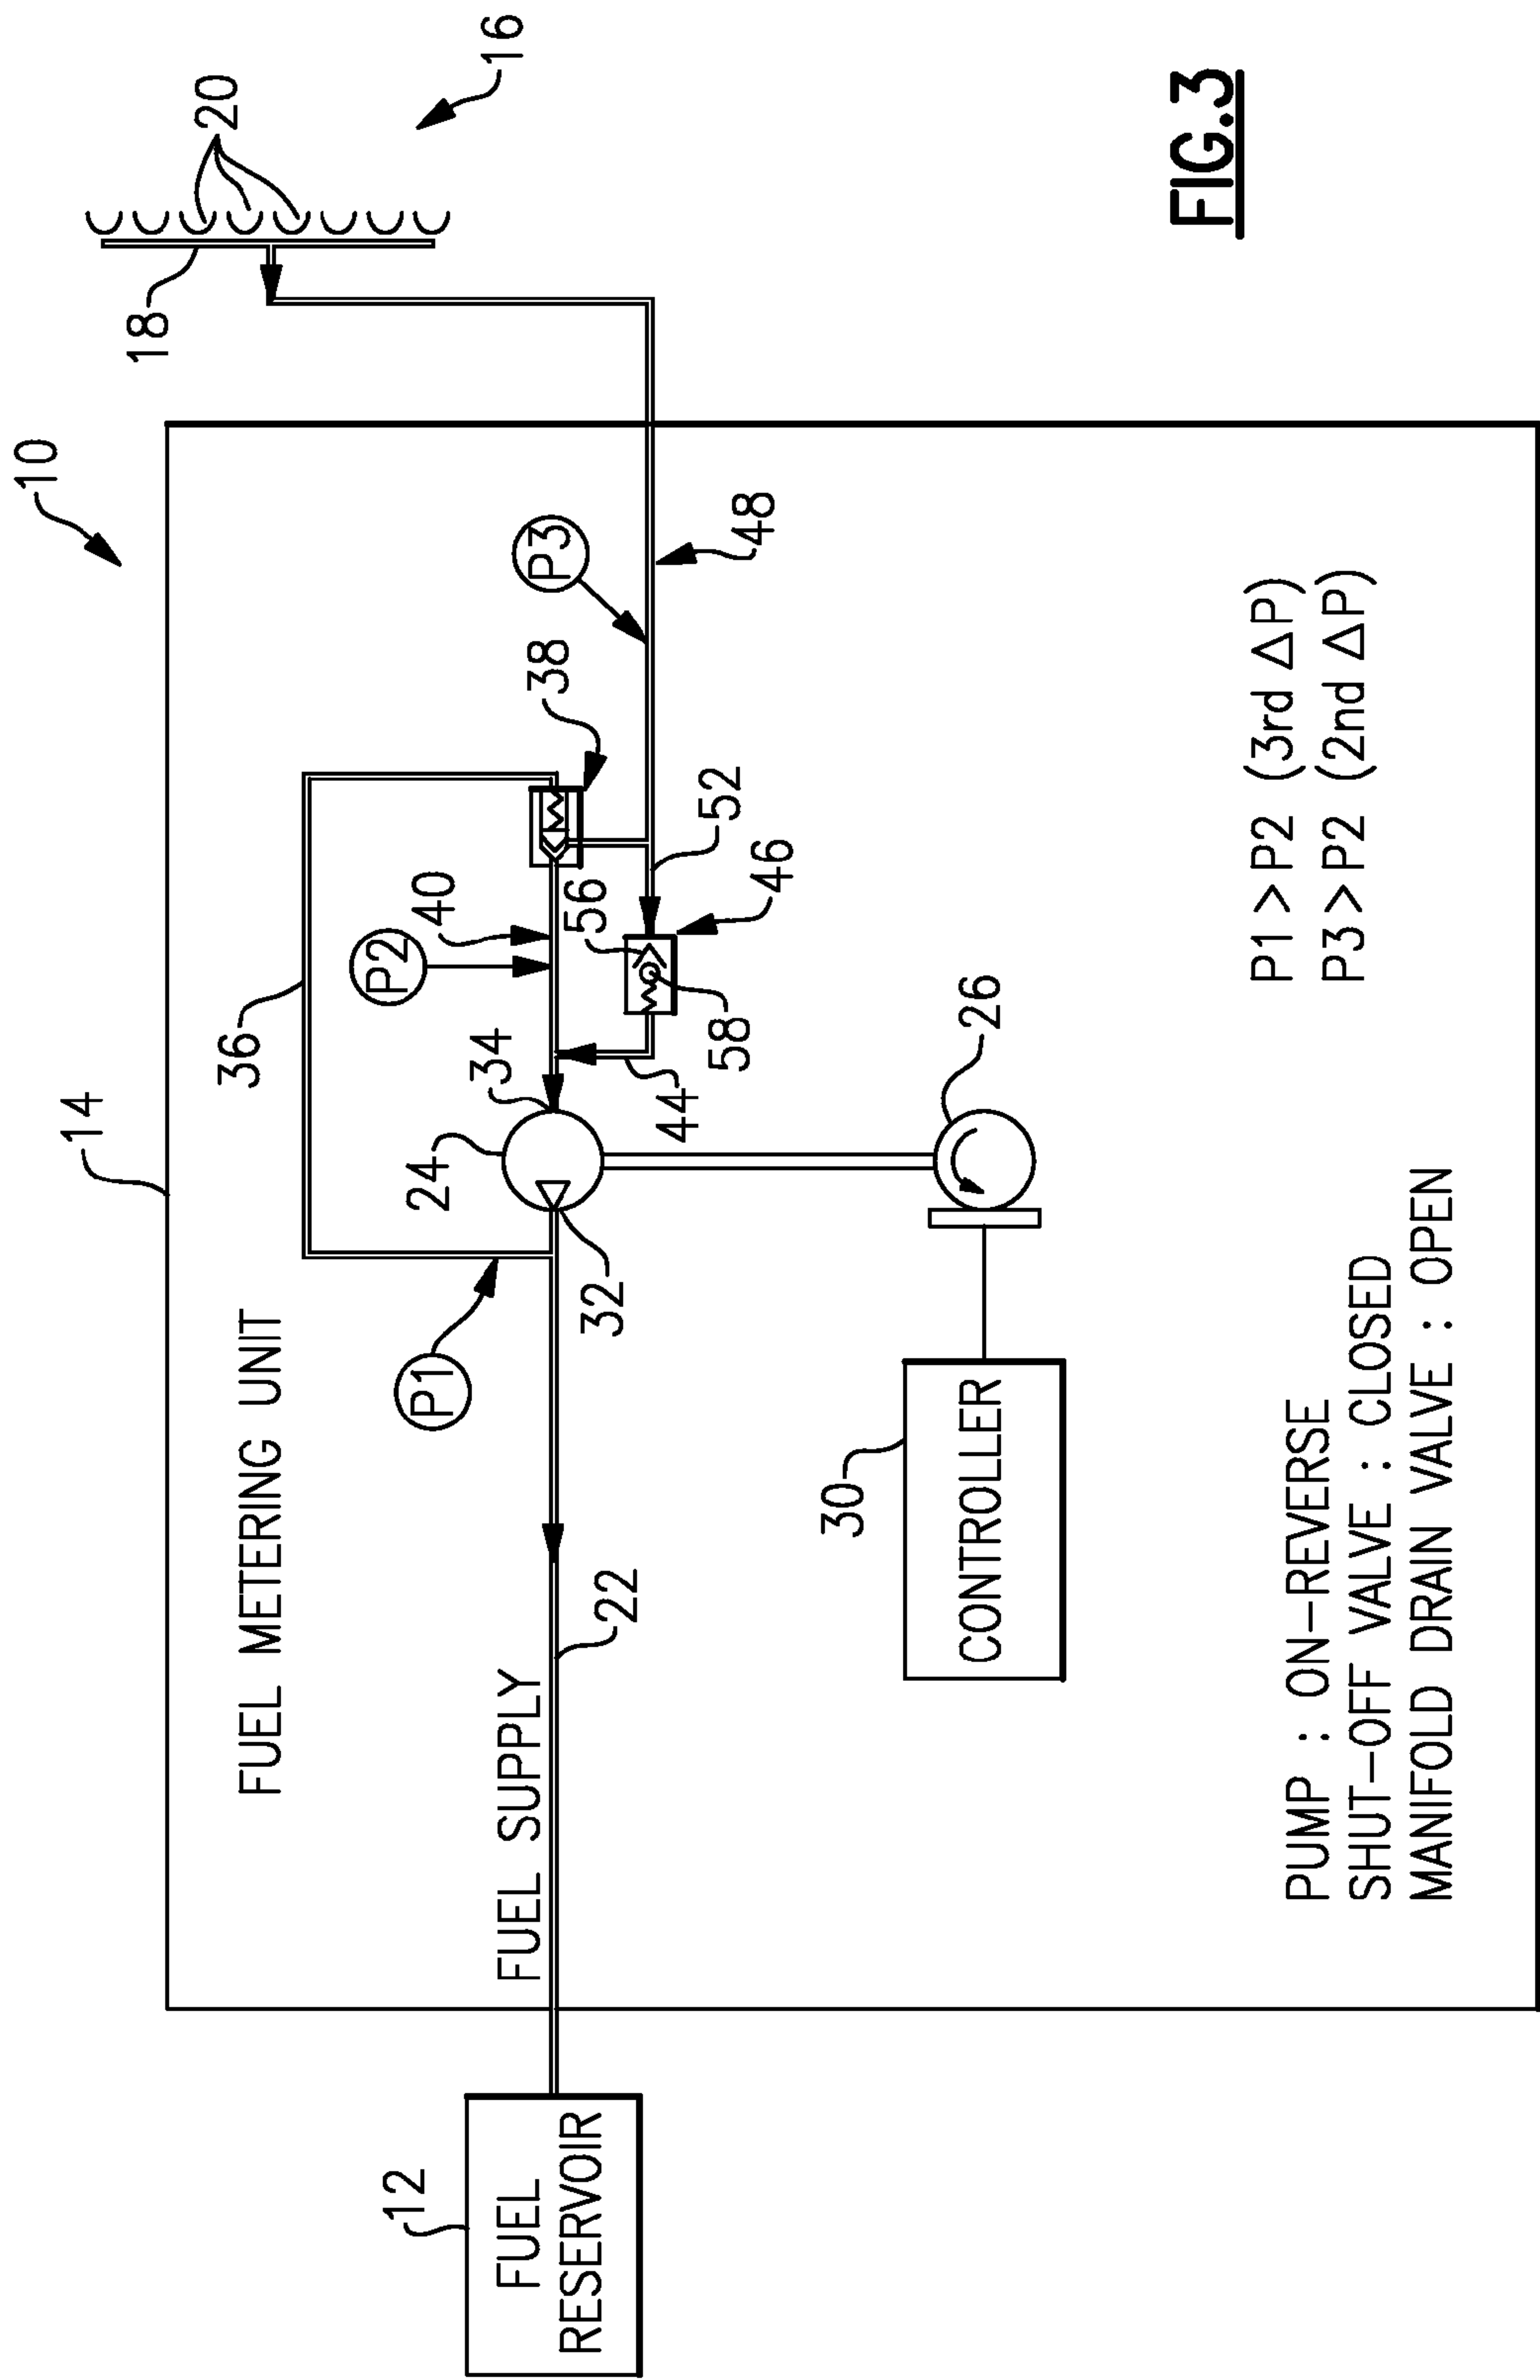 10
14
FUEL METERING UNIT
36
18
20
16
12
FUEL
RESERVOIR
FUEL SUPPLY
22
P1
32
24
34
P2
40
38
P3
44
58
56
46
52
48
30
CONTROLLER
26
PUMP : ON-REVERSE
SHUT-OFF VALVE : CLOSED
MANIFOLD DRAIN VALVE : OPEN
P1>P2 (3rd △P)
P3>P2 (2nd △P)
FIG.3